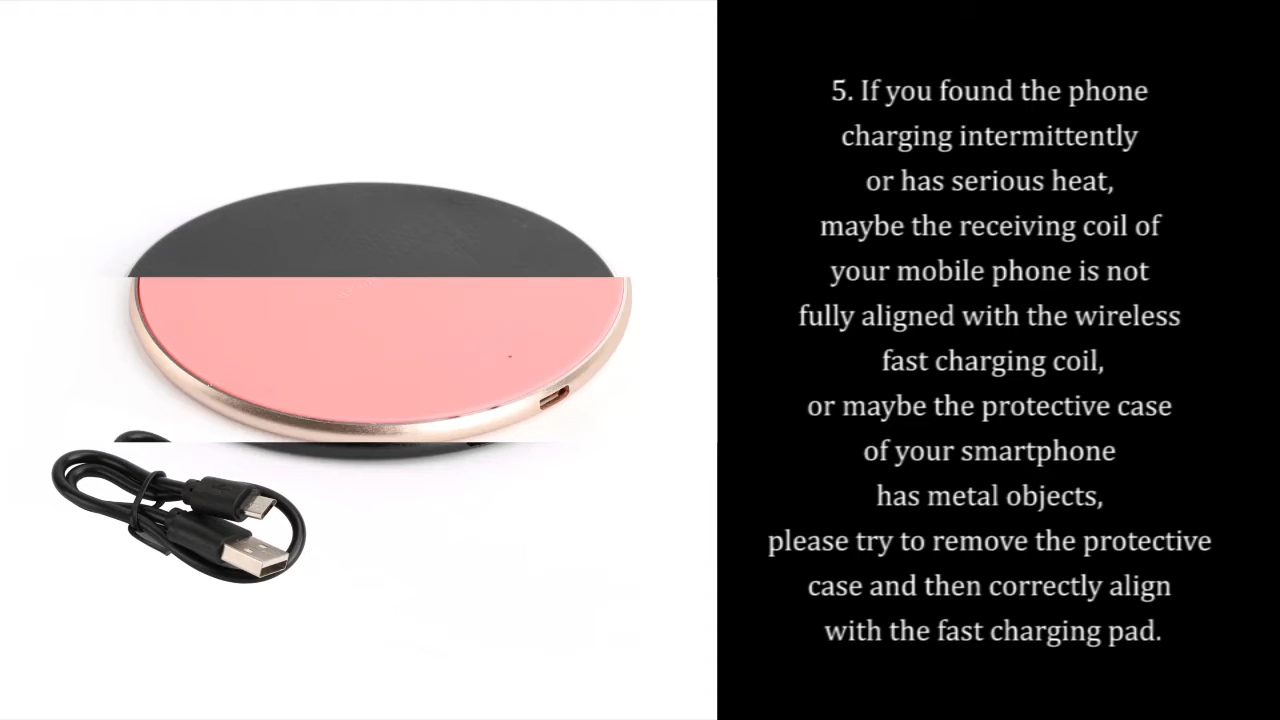 5. If you found the phone
charging intermittently
or has serious heat,
maybe the receiving coil of
your mobile phone is not
fully aligned with the wireless
fast charging coil,
or maybe the protective case
of your smartphone
has metal objects,
please try to remove the protective
case and then correctly align
with the fast charging pad.